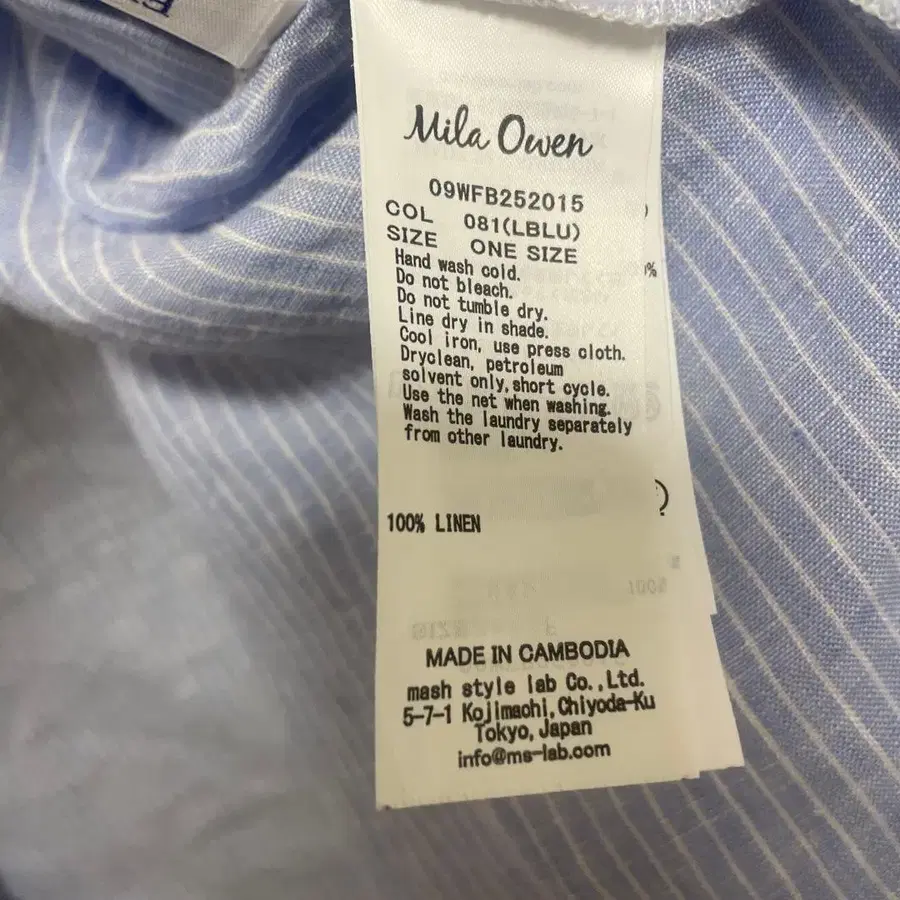 Mila Owen
09WFB252015
COL 081(LBLU)
SIZE ONE SIZE
Hand wash cold.
Do not bleach.
Do not tumble dry.
Line dry in shade.
Cool iron, use press cloth.
Dryclean, petroleum
solvent only,short cycle.
Use the net when washing.
Wash the laundry separately
from other laundry.
100% LINEN
MADE IN CAMBODIA
mash style lab Co.,Ltd.
5-7-1 Kojimachi,Chiyoda-Ku
Tokyo,Japan
info@ms-lab.com